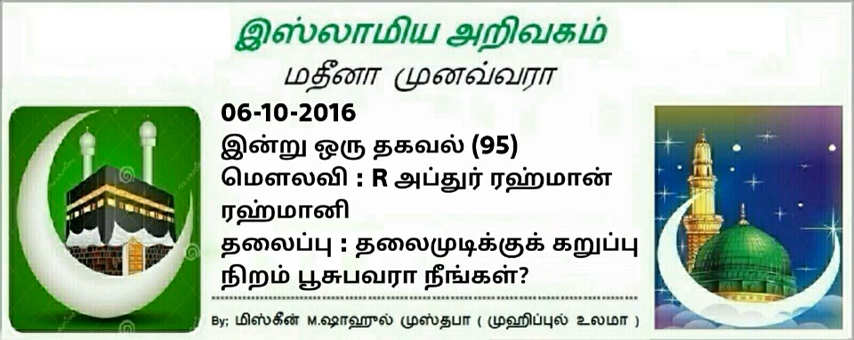 இஸ்லாமிய அறிவகம்
மதீனா முனவ்வரா
06-10-2016
இன்று ஒரு தகவல் (95)
மௌலவி : R அப்துர் ரஹ்மான்
ரஹ்மானி
தலைப்பு : தலைமுடிக்குக் கறுப்பு
நிறம் பூசுபவரா நீங்கள்?
By; மிஸ்கீன் M.ஷாஹுல் முஸ்தபா ( முஹிப்புல் உலமா )